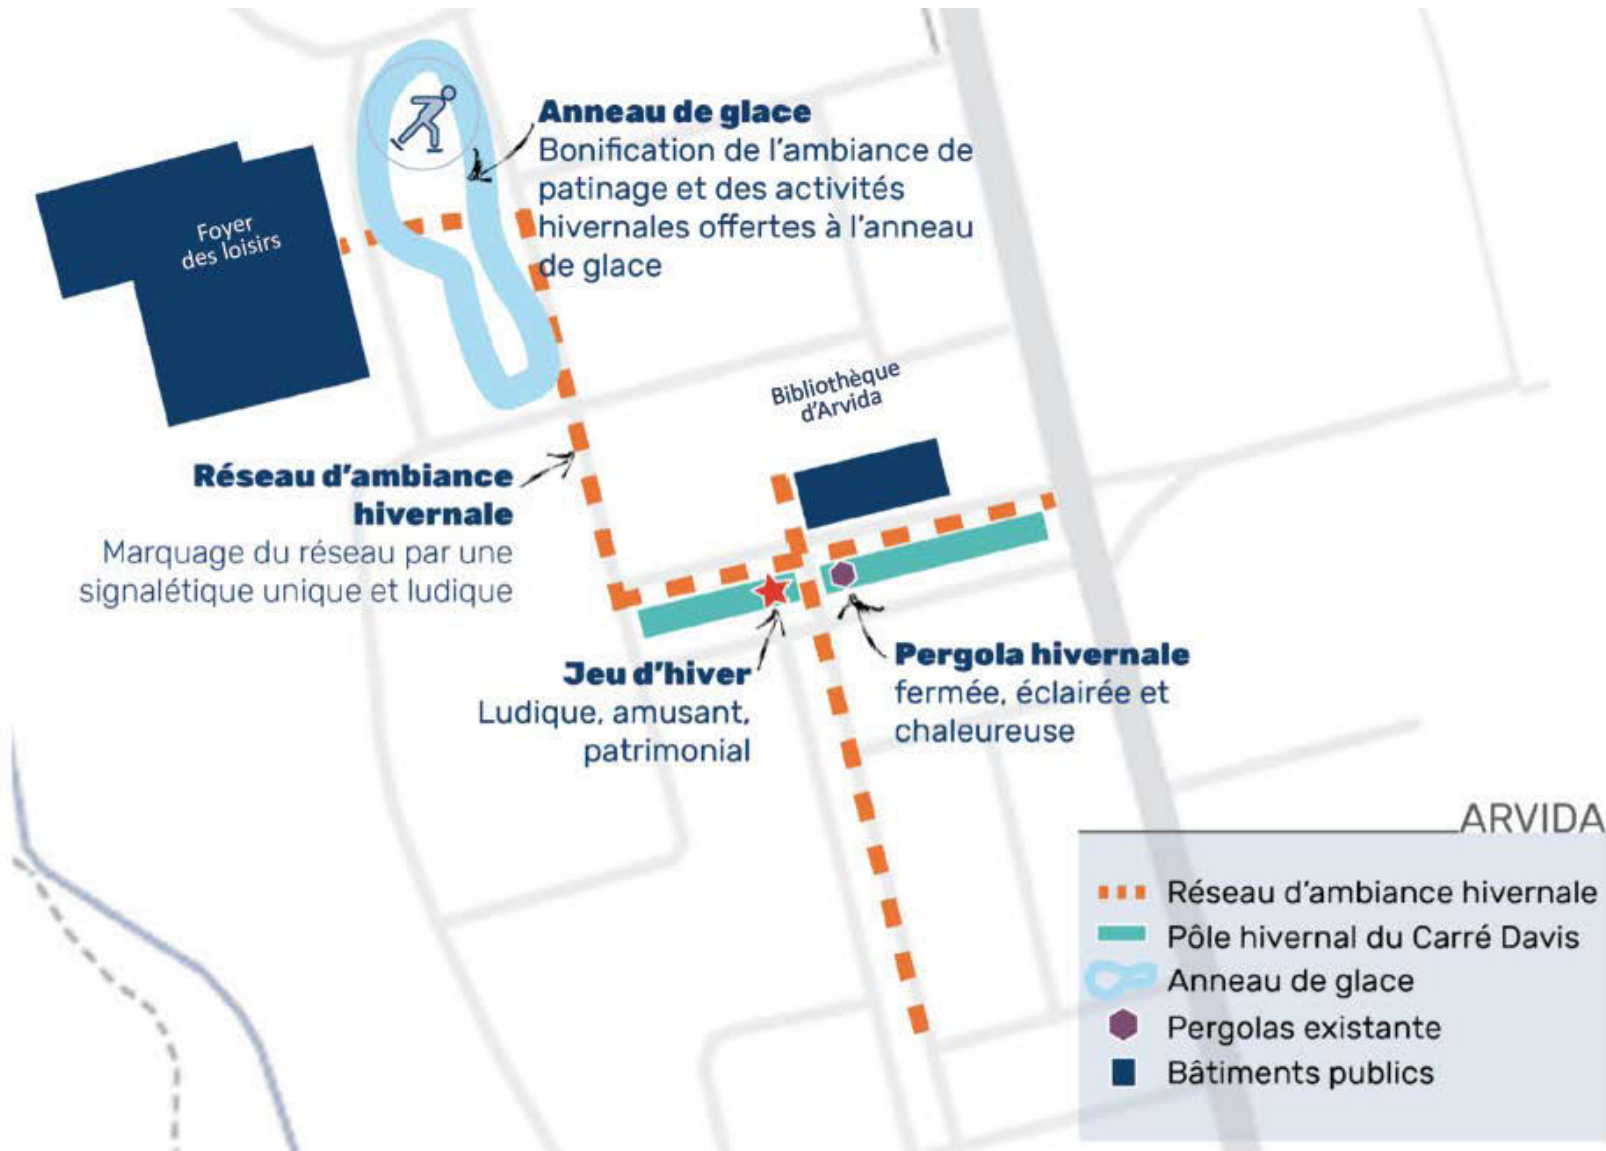 Anneau de glace
Bonification de l'ambiance de
patinage et des activités
hivernales offertes à l'anneau
de glace
Foyer
des loisirs
Bibliothèque
d'Arvida
Réseau d'ambiance
hivernale
Marquage du réseau par une
signalétique unique et ludique
Jeu d'hiver
Ludique, amusant,
patrimonial
Pergola hivernale
fermée, éclairée et
chaleureuse
ARVIDA
Réseau d'ambiance hivernale
Pôle hivernal du Carré Davis
Anneau de glace
Pergolas existante
Bâtiments publics